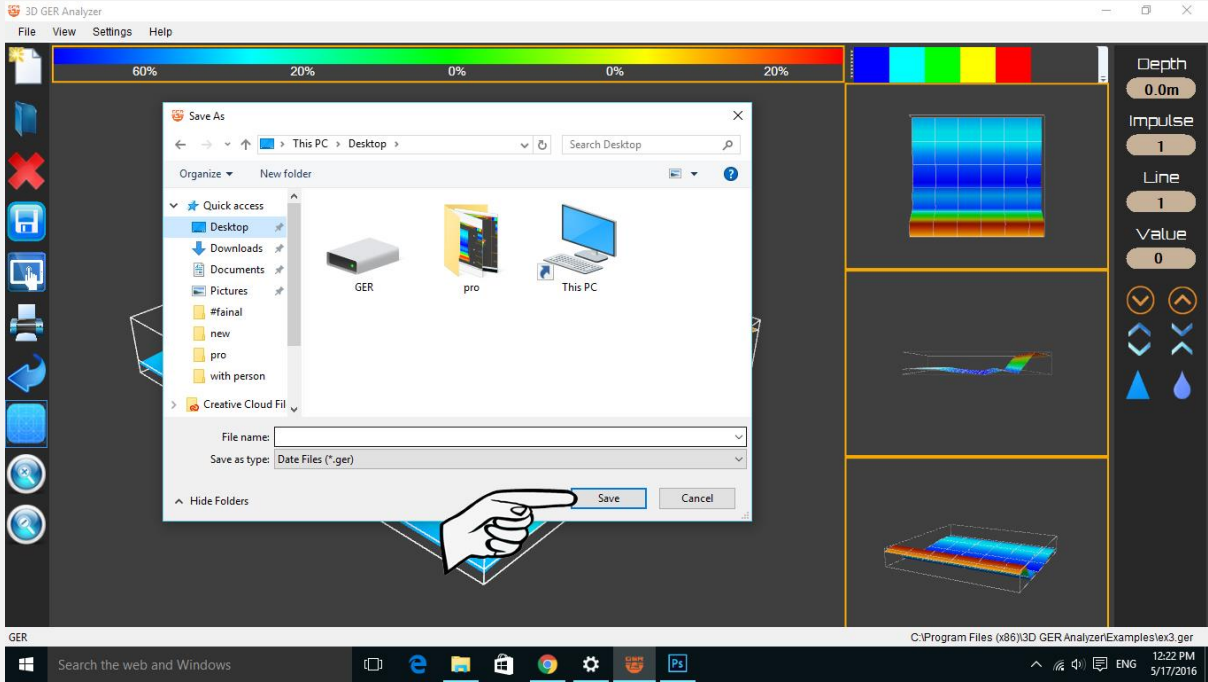 3D GER Analyzer
File View Settings Help
60% 20% 0% 0% 20%
Depth
0.0m
Impulse
1
Line
1
Value
0
Save As
This PC > Desktop >
Search Desktop
Organize New folder
Quick access
Desktop
Downloads
Documents
Pictures
#fainal
new
pro
with person
Creative Cloud Fil
GER
pro
This PC
File name:
Save as type: Date Files (*.ger)
Hide Folders
Save Cancel
GER
C:\Program Files (x86)\3D GER Analyzer\Examples\ex3.ger
Search the web and Windows
Ps
ENG
12:22 PM
5/17/2016